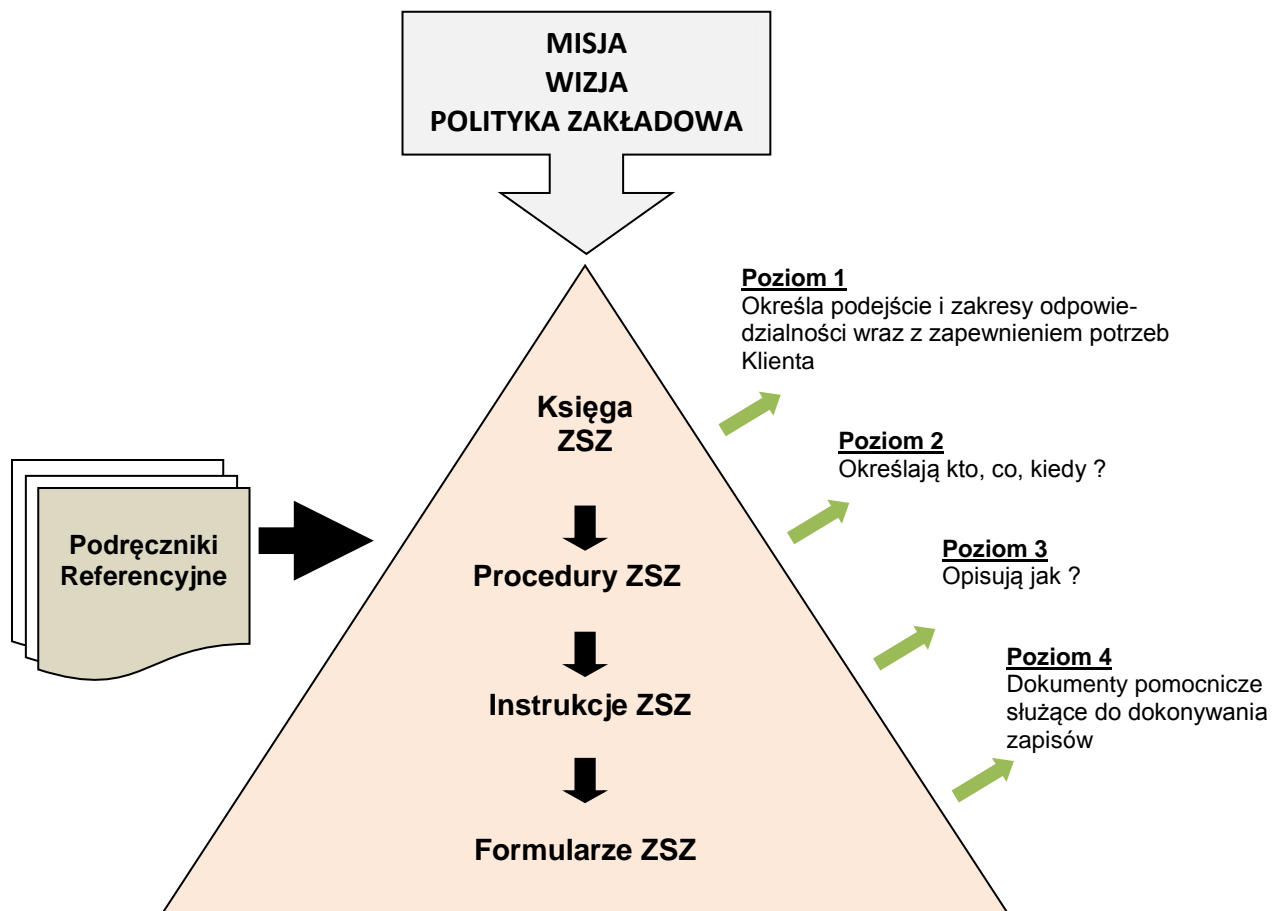 MISJA
WIZJA
POLITYKA ZAKŁADOWA
Poziom 1
Określa podejście i zakresy odpowie-
dzialności wraz z zapewnieniem potrzeb
Klienta
Księga
ZSZ
Poziom 2
Określają kto, co, kiedy ?
Podręczniki
Referencyjne
Procedury ZSZ
Poziom 3
Opisują jak ?
Instrukcje ZSZ
Poziom 4
Dokumenty pomocnicze
służące do dokonywania
zapisów
Formularze ZSZ